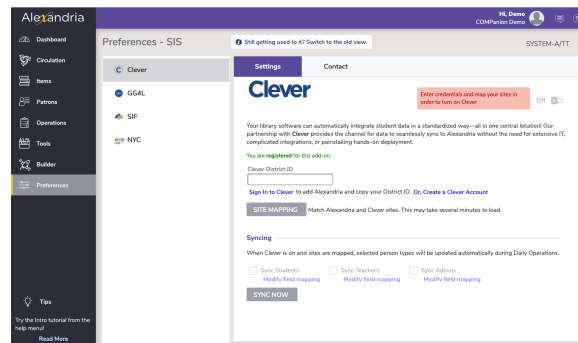 Alexandria
Hi, Demo
COMPanion Demo
Dashboard
Circulation
Items
Patrons
Operations
Tools
Builder
Preferences
Tips
Try the Intro tutorial from the
help menu!
Read More
Preferences - SIS
Still getting used to it? Switch to the old view.
SYSTEM-A/TT
Clever
GG4L
SIF
NYC
Settings
Contact
Clever
Enter credentials and map your sites in
order to turn on Clever
Off
Your library software can automatically integrate student data in a standardized way—all in one central location! Our
partnership with Clever provides the channel for data to seamlessly sync to Alexandria without the need for extensive IT,
complicated integrations, or painstaking hands-on deployment.
You are registered for this add-on.
Clever District ID
Sign In to Clever to add Alexandria and copy your District ID. Or, Create a Clever Account
SITE MAPPING Match Alexandria and Clever sites. This may take several minutes to load.
Syncing
When Clever is on and sites are mapped, selected person types will be updated automatically during Daily Operations.
Sync Students Sync Teachers Sync Admins
Modify field mapping Modify field mapping Modify field mapping
SYNC NOW